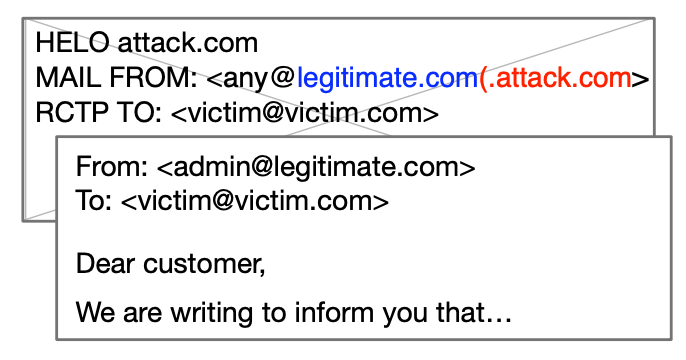 HELO attack.com
MAIL FROM: <any@legitimate.com(.attack.com>
RCTP TO: <victim@victim.com>
From: <admin@legitimate.com>
To: <victim@victim.com>
Dear customer,
We are writing to inform you that…